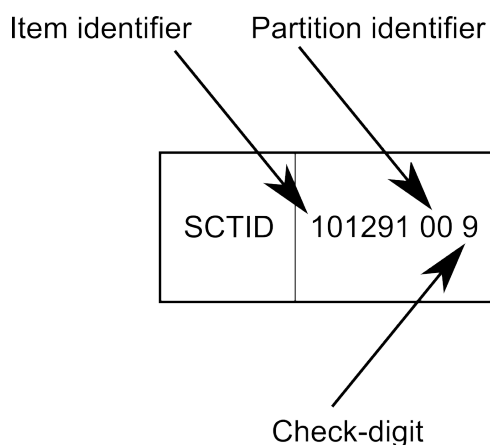 Item identifier Partition identifier
SCTID 101291 00 9
Check-digit